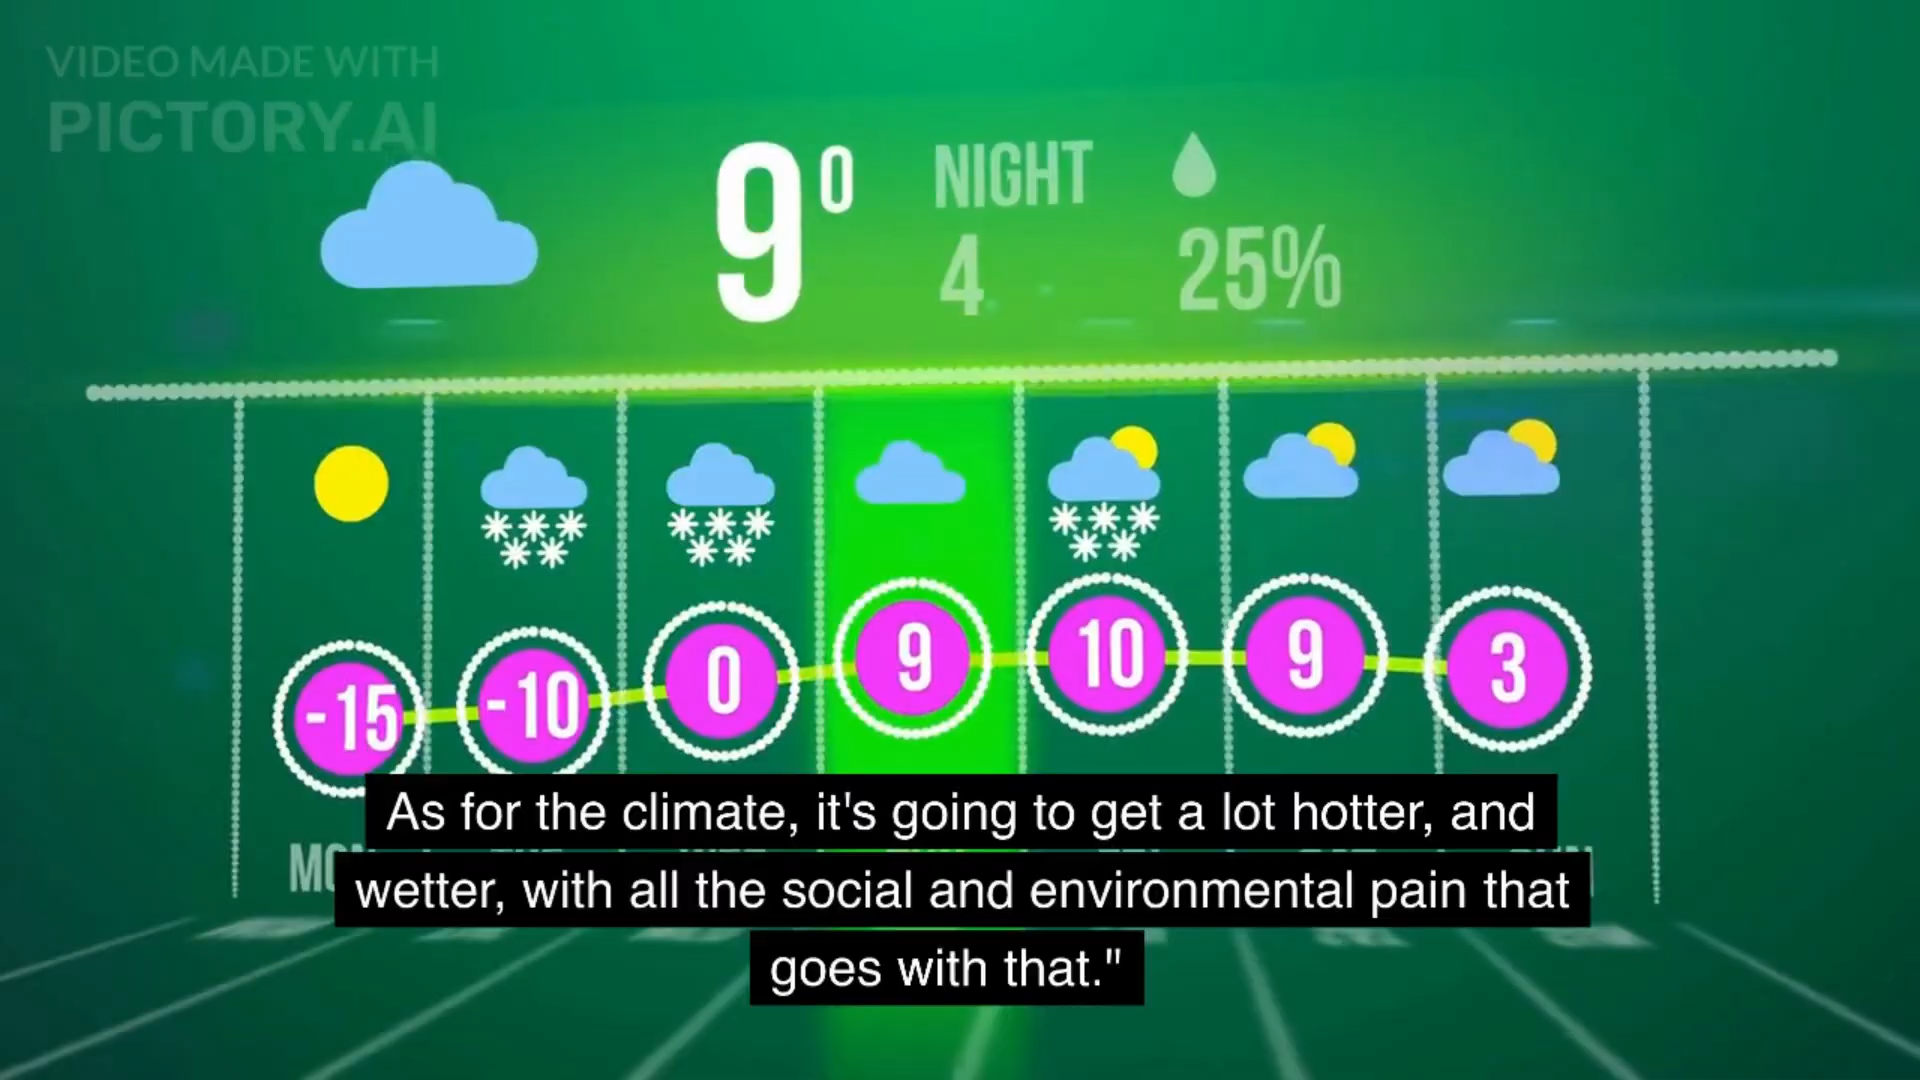 VIDEO MADE WITH
PICTORY.AI
9°
NIGHT
4
25%
-15 -10 0 9 10 9 3
As for the climate, it's going to get a lot hotter, and
wetter, with all the social and environmental pain that
goes with that."